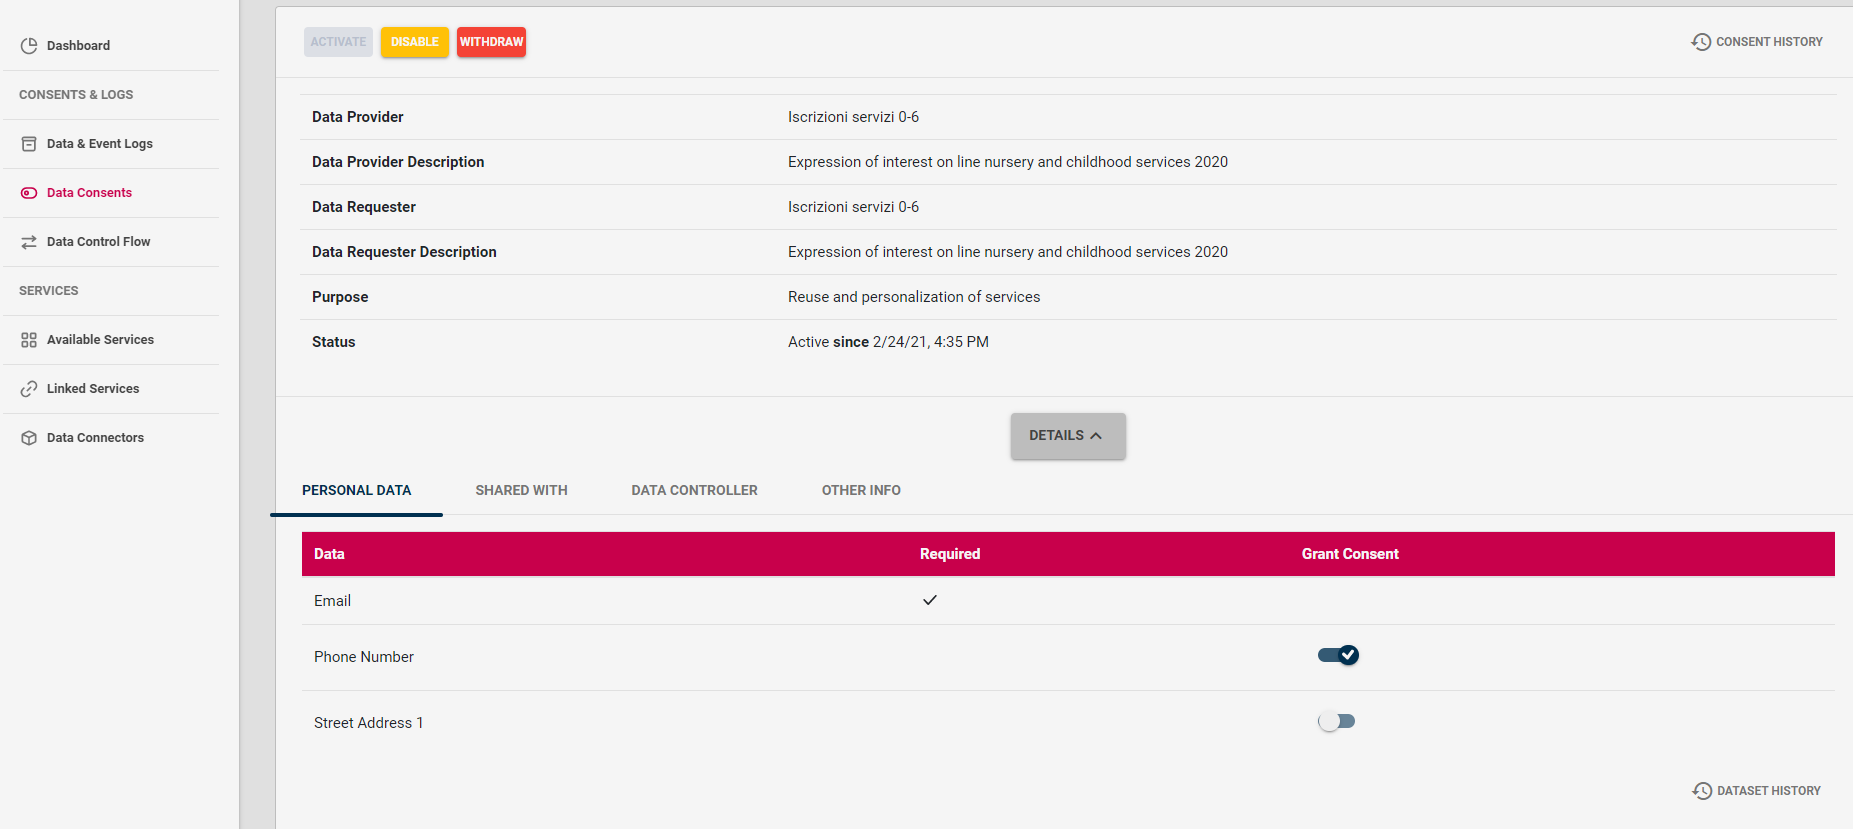 Dashboard
CONSENTS & LOGS
Data & Event Logs
Data Consents
Data Control Flow
SERVICES
Available Services
Linked Services
Data Connectors
ACTIVATE DISABLE WITHDRAW CONSENT HISTORY
Data Provider Iscrizioni servizi 0-6
Data Provider Description Expression of interest on line nursery and childhood services 2020
Data Requester Iscrizioni servizi 0-6
Data Requester Description Expression of interest on line nursery and childhood services 2020
Purpose Reuse and personalization of services
Status Active since 2/24/21, 4:35 PM
DETAILS
PERSONAL DATA SHARED WITH DATA CONTROLLER OTHER INFO
Data Required Grant Consent
Email
Phone Number
Street Address 1
DATASET HISTORY